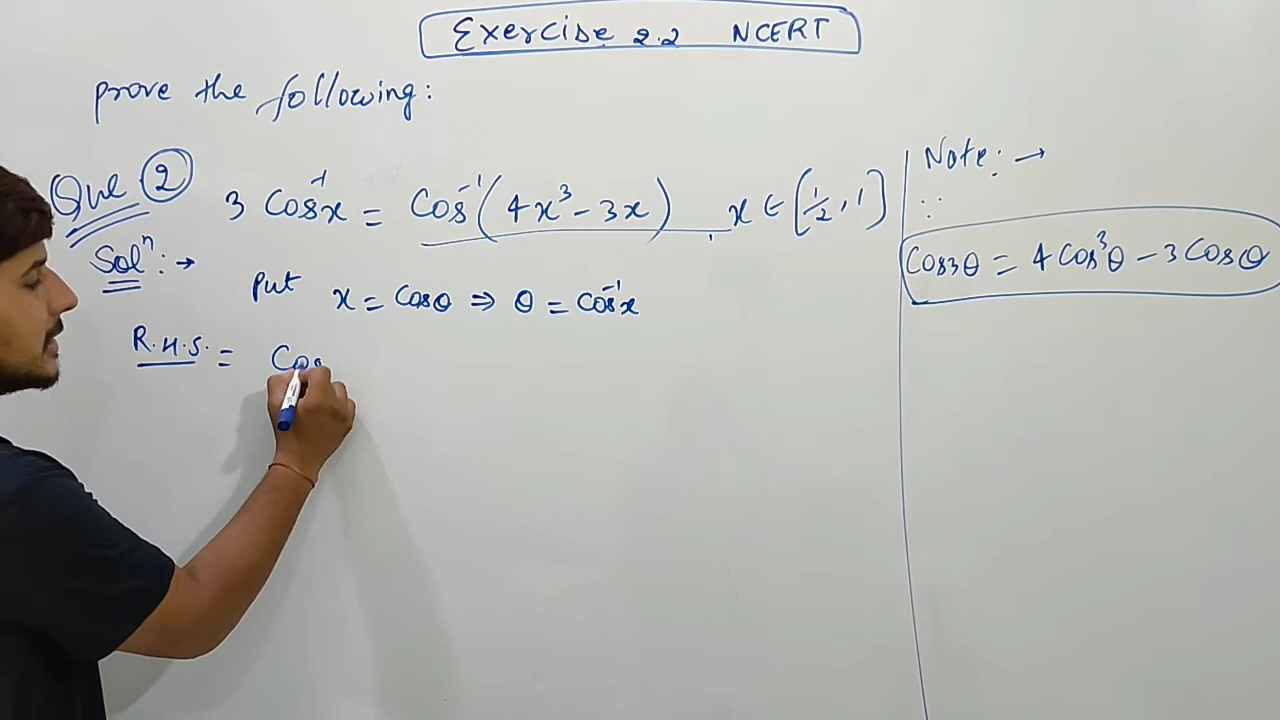 Exercise 2.2 NCERT
prove the following:
Que 2 3 Cos⁻¹x = Cos⁻¹(4x³ - 3x) x ∈ [1/2, 1]
Solⁿ: →
Put x = Cosθ ⇒ θ = Cos⁻¹x
R.H.S. = Cos
Note: →
∵
Cos3θ = 4Cos³θ - 3Cosθ